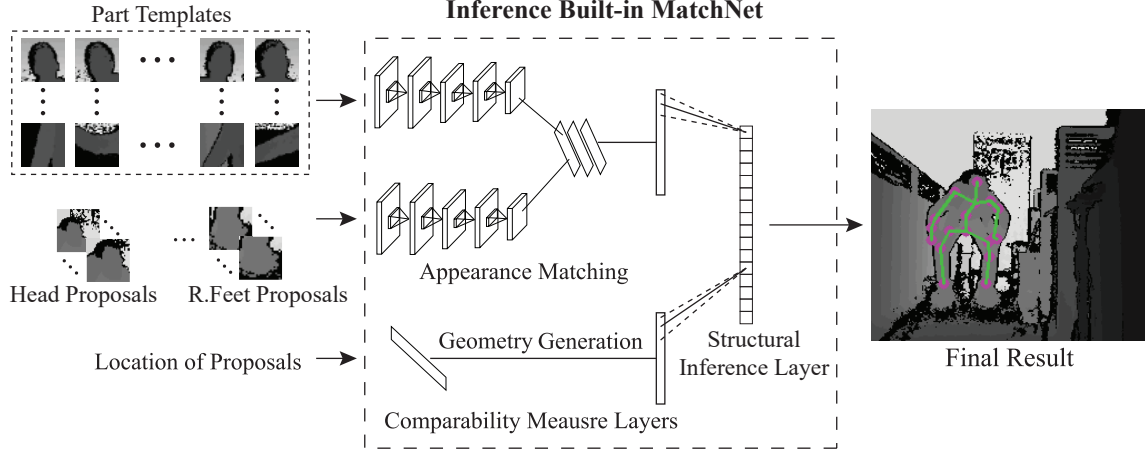 Inference Built-in MatchNet
Part Templates
Appearance Matching
Head Proposals
R.Feet Proposals
Location of Proposals
Geometry Generation
Comparability Meausre Layers
Structural
Inference Layer
Final Result